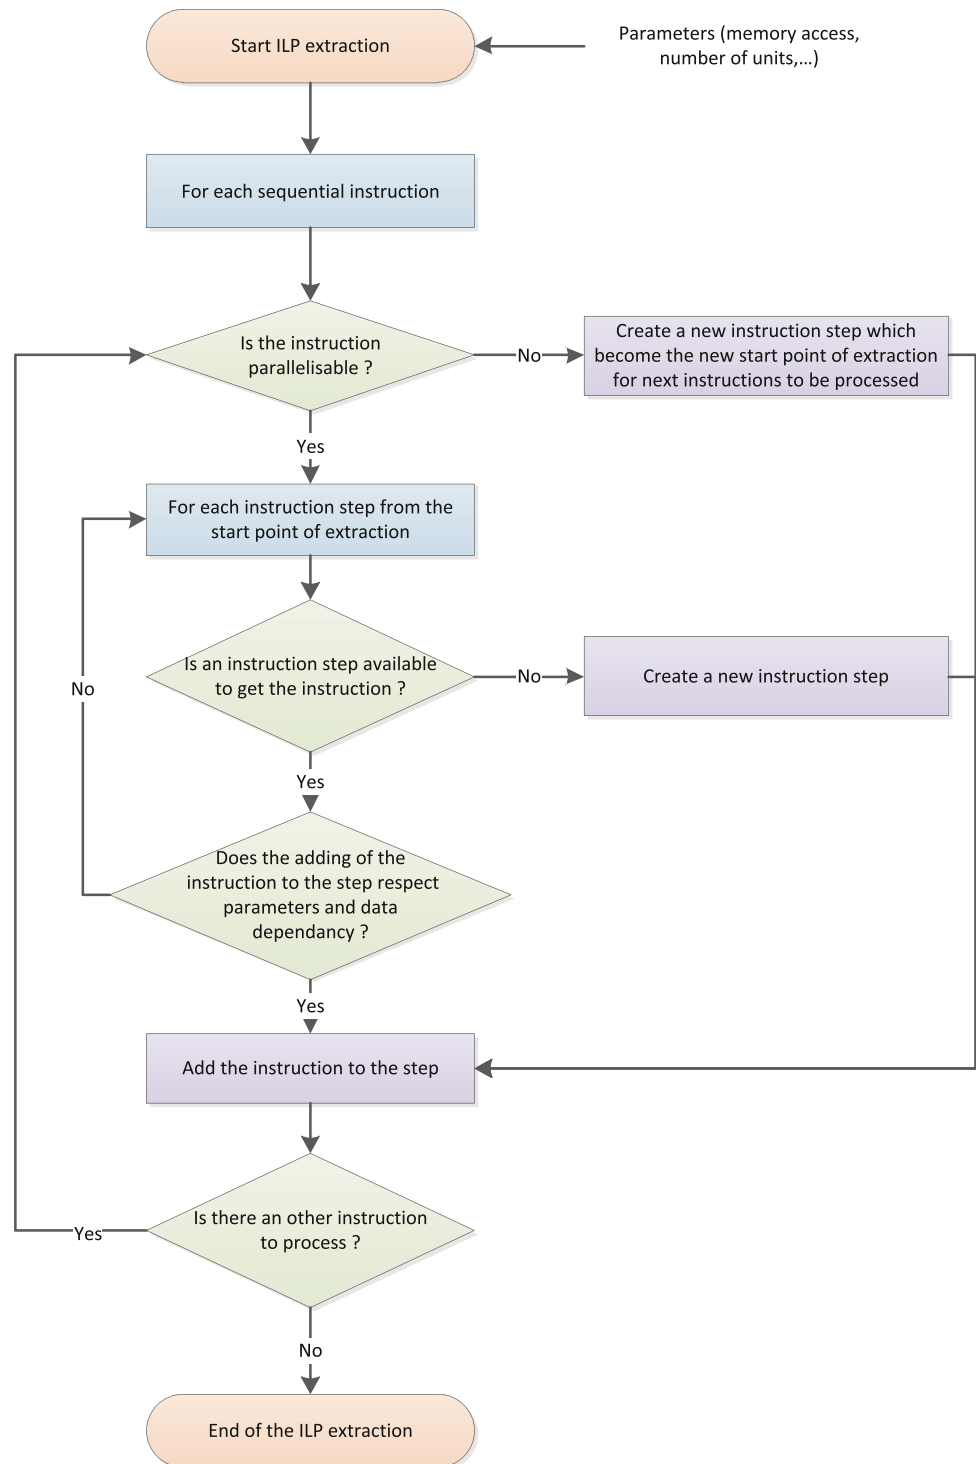 Start ILP extraction
Parameters (memory access,
number of units,...)
For each sequential instruction
Is the instruction
parallelisable ?
No
Create a new instruction step which
become the new start point of extraction
for next instructions to be processed
Yes
For each instruction step from the
start point of extraction
Is an instruction step available
to get the instruction ?
No
Create a new instruction step
No
Yes
Does the adding of the
instruction to the step respect
parameters and data
dependancy ?
Yes
Add the instruction to the step
Is there an other instruction
to process ?
Yes
No
End of the ILP extraction